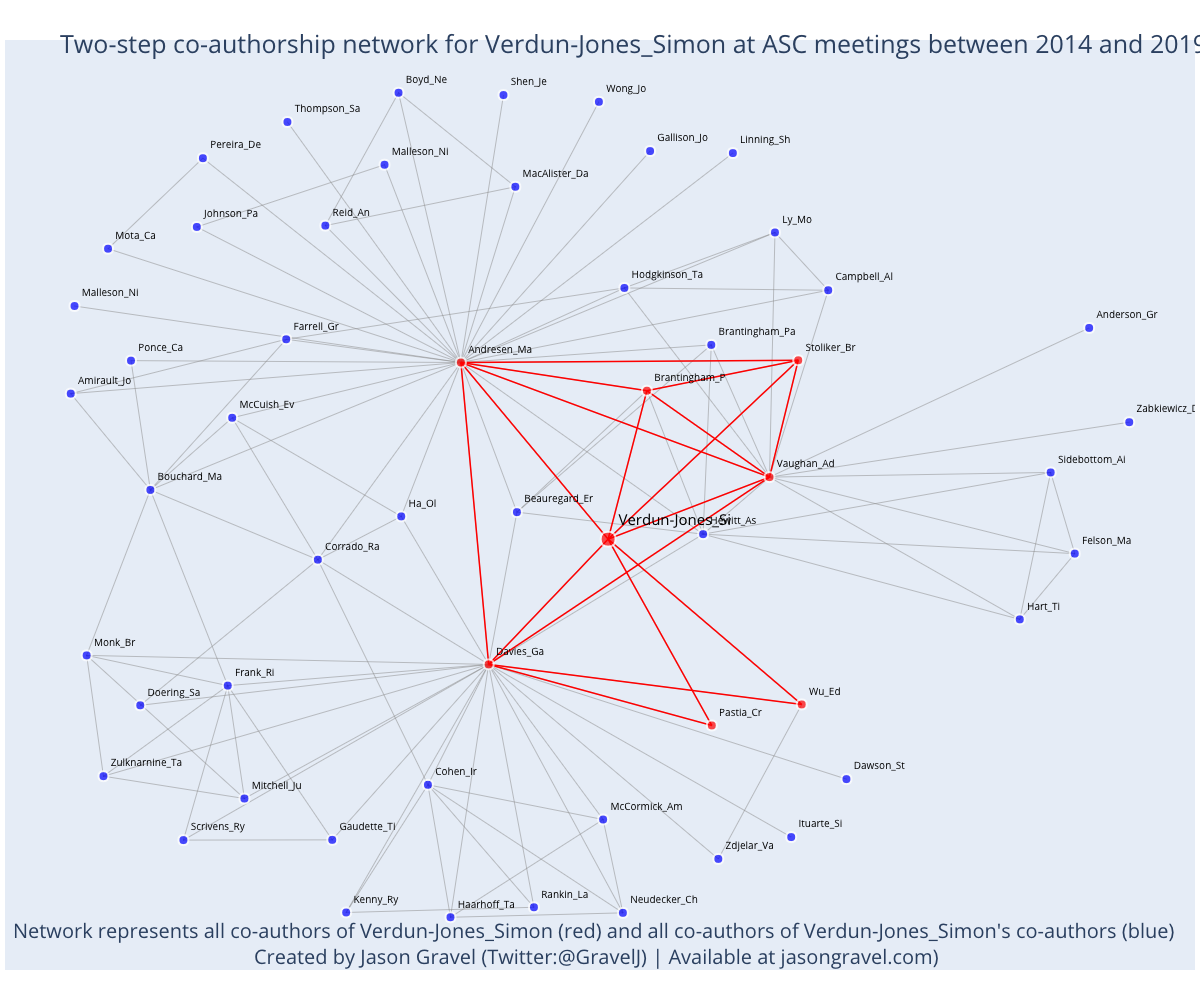 Two-step co-authorship network for Verdun-Jones_Simon at ASC meetings between 2014 and 2019
Boyd_Ne
Shen_Je
Wong_Jo
Thompson_Sa
Gallison_Jo
Linning_Sh
Pereira_De
Malleson_Ni
MacAlister_Da
Johnson_Pa
Reid_An
Ly_Mo
Mota_Ca
Hodgkinson_Ta
Campbell_Al
Malleson_Ni
Anderson_Gr
Farrell_Gr
Brantingham_Pa
Ponce_Ca
Andresen_Ma
Stoliker_Br
Amirault_Jo
Brantingham_P
McCuish_Ev
Zabkiewicz_D
Vaughan_Ad
Sidebottom_Ai
Bouchard_Ma
Beauregard_Er
Ha_Ol
Verdun-Jones_Si
Hewitt_As
Felson_Ma
Corrado_Ra
Hart_Ti
Monk_Br
Davies_Ga
Frank_Ri
Doering_Sa
Wu_Ed
Pastia_Cr
Zulknarnine_Ta
Dawson_St
Mitchell_Ju
Cohen_Ir
McCormick_Am
Scrivens_Ry
Gaudette_Ti
Ituarte_Si
Zdjelar_Va
Kenny_Ry
Haarhoff_Ta
Rankin_La
Neudecker_Ch
Network represents all co-authors of Verdun-Jones_Simon (red) and all co-authors of Verdun-Jones_Simon's co-authors (blue)
Created by Jason Gravel (Twitter:@GravelJ) | Available at jasongravel.com)